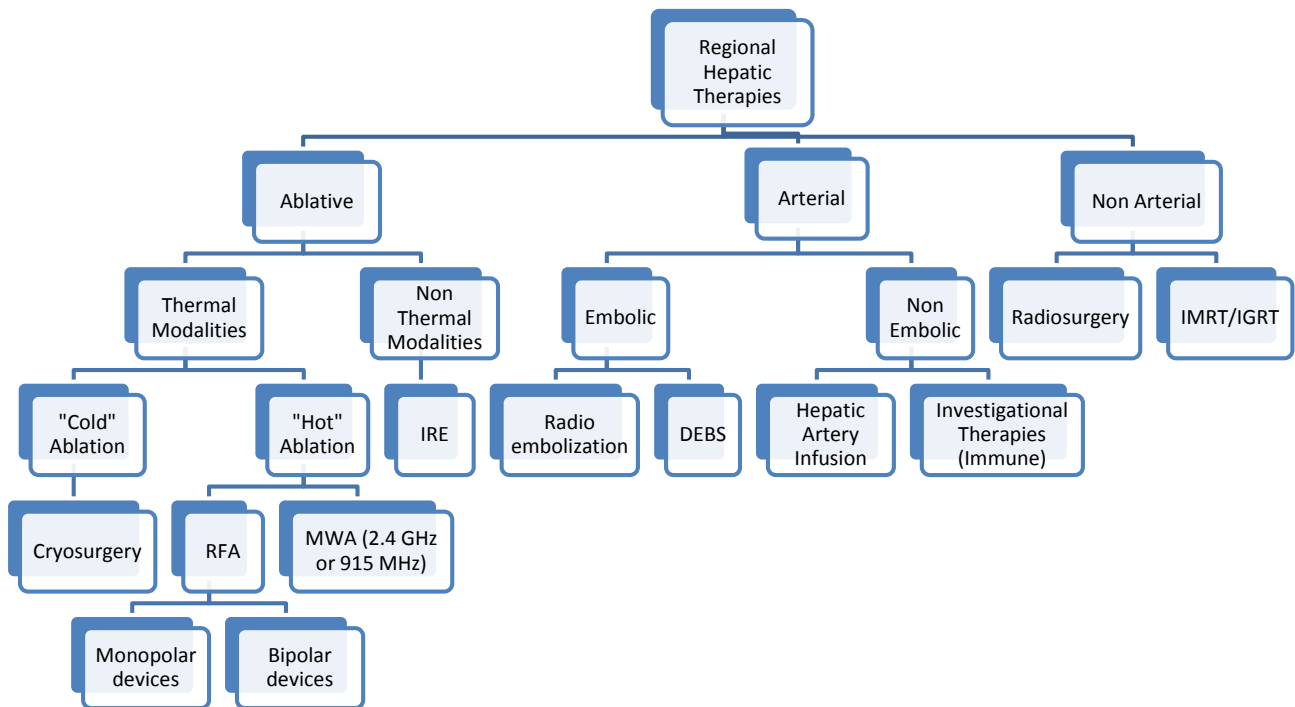 Regional
Hepatic
Therapies
Ablative
Arterial
Non Arterial
Thermal
Modalities
Non
Thermal
Modalities
Embolic
Non
Embolic
Radiosurgery
IMRT/IGRT
"Cold"
Ablation
"Hot"
Ablation
IRE
Radio
embolization
DEBS
Hepatic
Artery
Infusion
Investigational
Therapies
(Immune)
Cryosurgery
RFA
MWA (2.4 GHz
or 915 MHz)
Monopolar
devices
Bipolar
devices